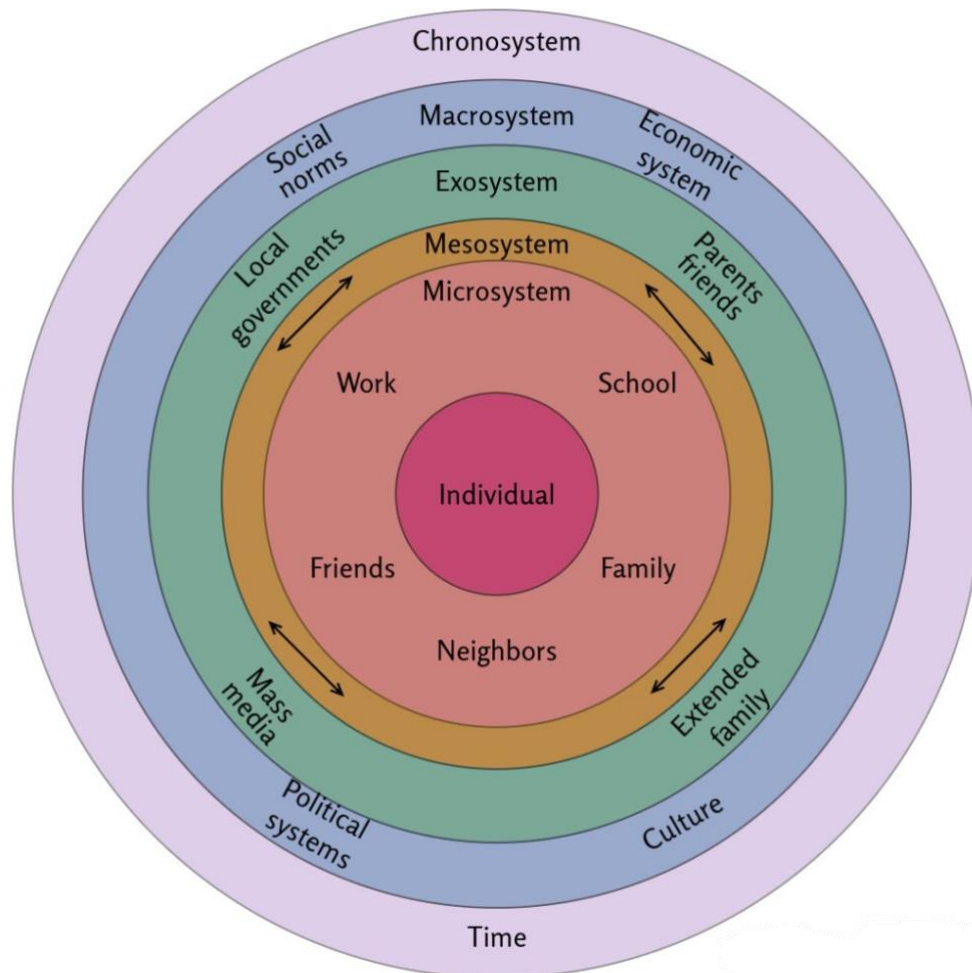 Chronosystem
Macrosystem
Social
norms
Economic
system
Exosystem
Local
governments
Parents
friends
Mesosystem
Microsystem
Work
School
Individual
Friends
Family
Neighbors
Mass
media
Extended
family
Political
systems
Culture
Time